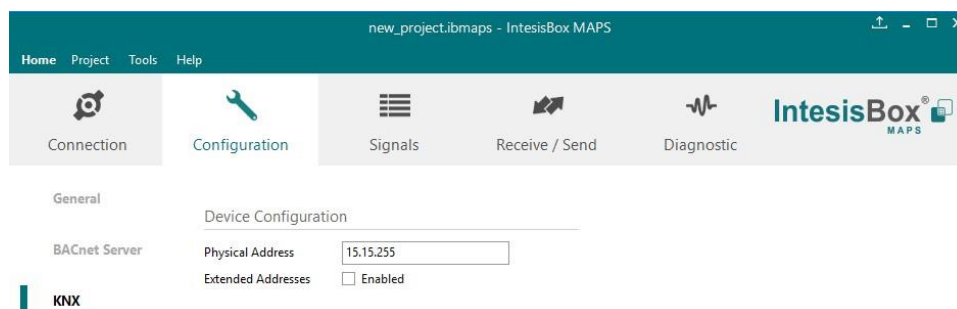 new_project.ibmaps - IntesisBox MAPS
Home Project Tools Help
IntesisBox®
MAPS
Connection Configuration Signals Receive / Send Diagnostic
General
Device Configuration
BACnet Server Physical Address 15.15.255
Extended Addresses Enabled
KNX